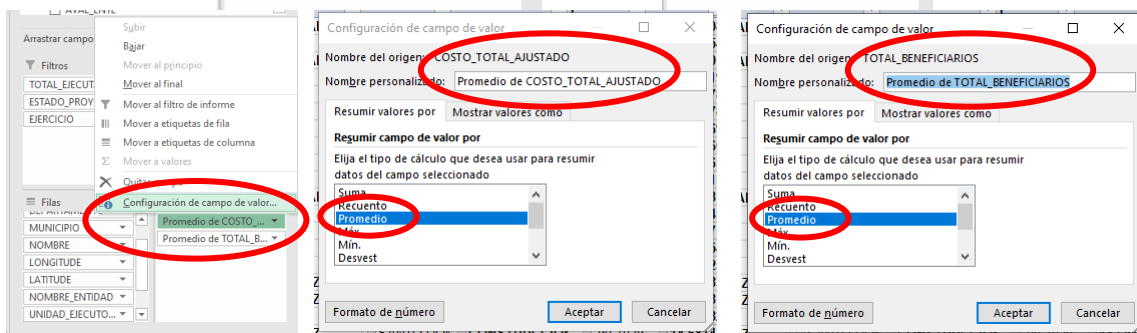 AVAL_ENTE
Arrastrar campo
Filtros
TOTAL_EJECUT
ESTADO_PROY
EJERCICIO
Subir
Bajar
Mover al principio
Mover al final
Mover al filtro de informe
Mover a etiquetas de fila
Mover a etiquetas de columna
Mover a valores
Quitar campo
Configuración de campo de valor...
Filas
DEPARTAMENTO
MUNICIPIO
NOMBRE
LONGITUDE
LATITUDE
NOMBRE_ENTIDAD
UNIDAD_EJECUTO...
Promedio de COSTO_...
Promedio de TOTAL_B...
Configuración de campo de valor
Nombre del origen: COSTO_TOTAL_AJUSTADO
Nombre personalizado: Promedio de COSTO_TOTAL_AJUSTADO
Resumir valores por Mostrar valores como
Resumir campo de valor por
Elija el tipo de cálculo que desea usar para resumir
datos del campo seleccionado
Suma
Recuento
Promedio
Máx.
Mín.
Desvest
Formato de número Aceptar Cancelar
Configuración de campo de valor
Nombre del origen: TOTAL_BENEFICIARIOS
Nombre personalizado: Promedio de TOTAL_BENEFICIARIOS
Resumir valores por Mostrar valores como
Resumir campo de valor por
Elija el tipo de cálculo que desea usar para resumir
datos del campo seleccionado
Suma
Recuento
Promedio
Máx.
Mín.
Desvest
Formato de número Aceptar Cancelar